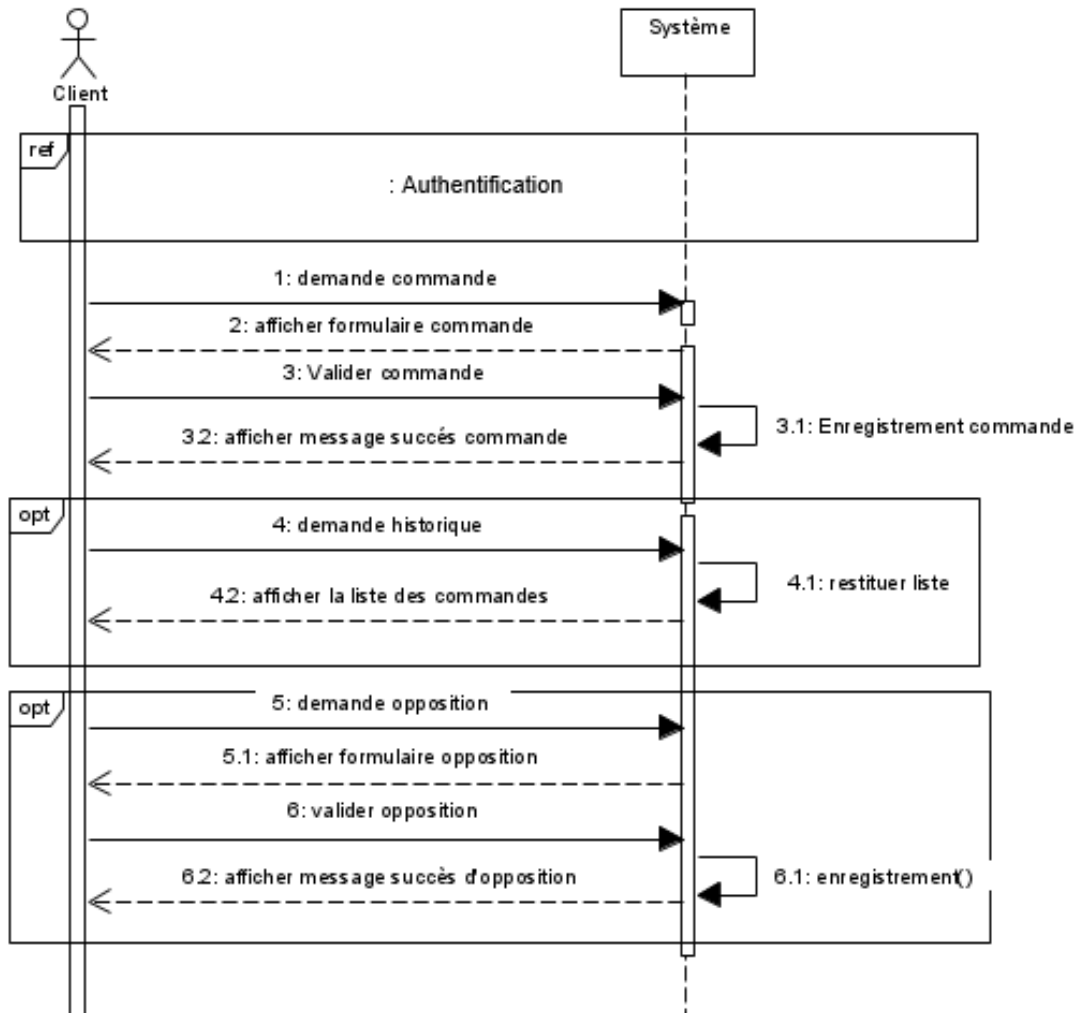 Système
Client
ref
: Authentification
1: demande commande
2: afficher formulaire commande
3: Valider commande
3.1: Enregistrement commande
3.2: afficher message succés commande
opt
4: demande historique
4.1: restituer liste
4.2: afficher la liste des commandes
opt
5: demande opposition
5.1: afficher formulaire opposition
6: valider opposition
6.2: afficher message succès d'opposition
6.1: enregistrement()